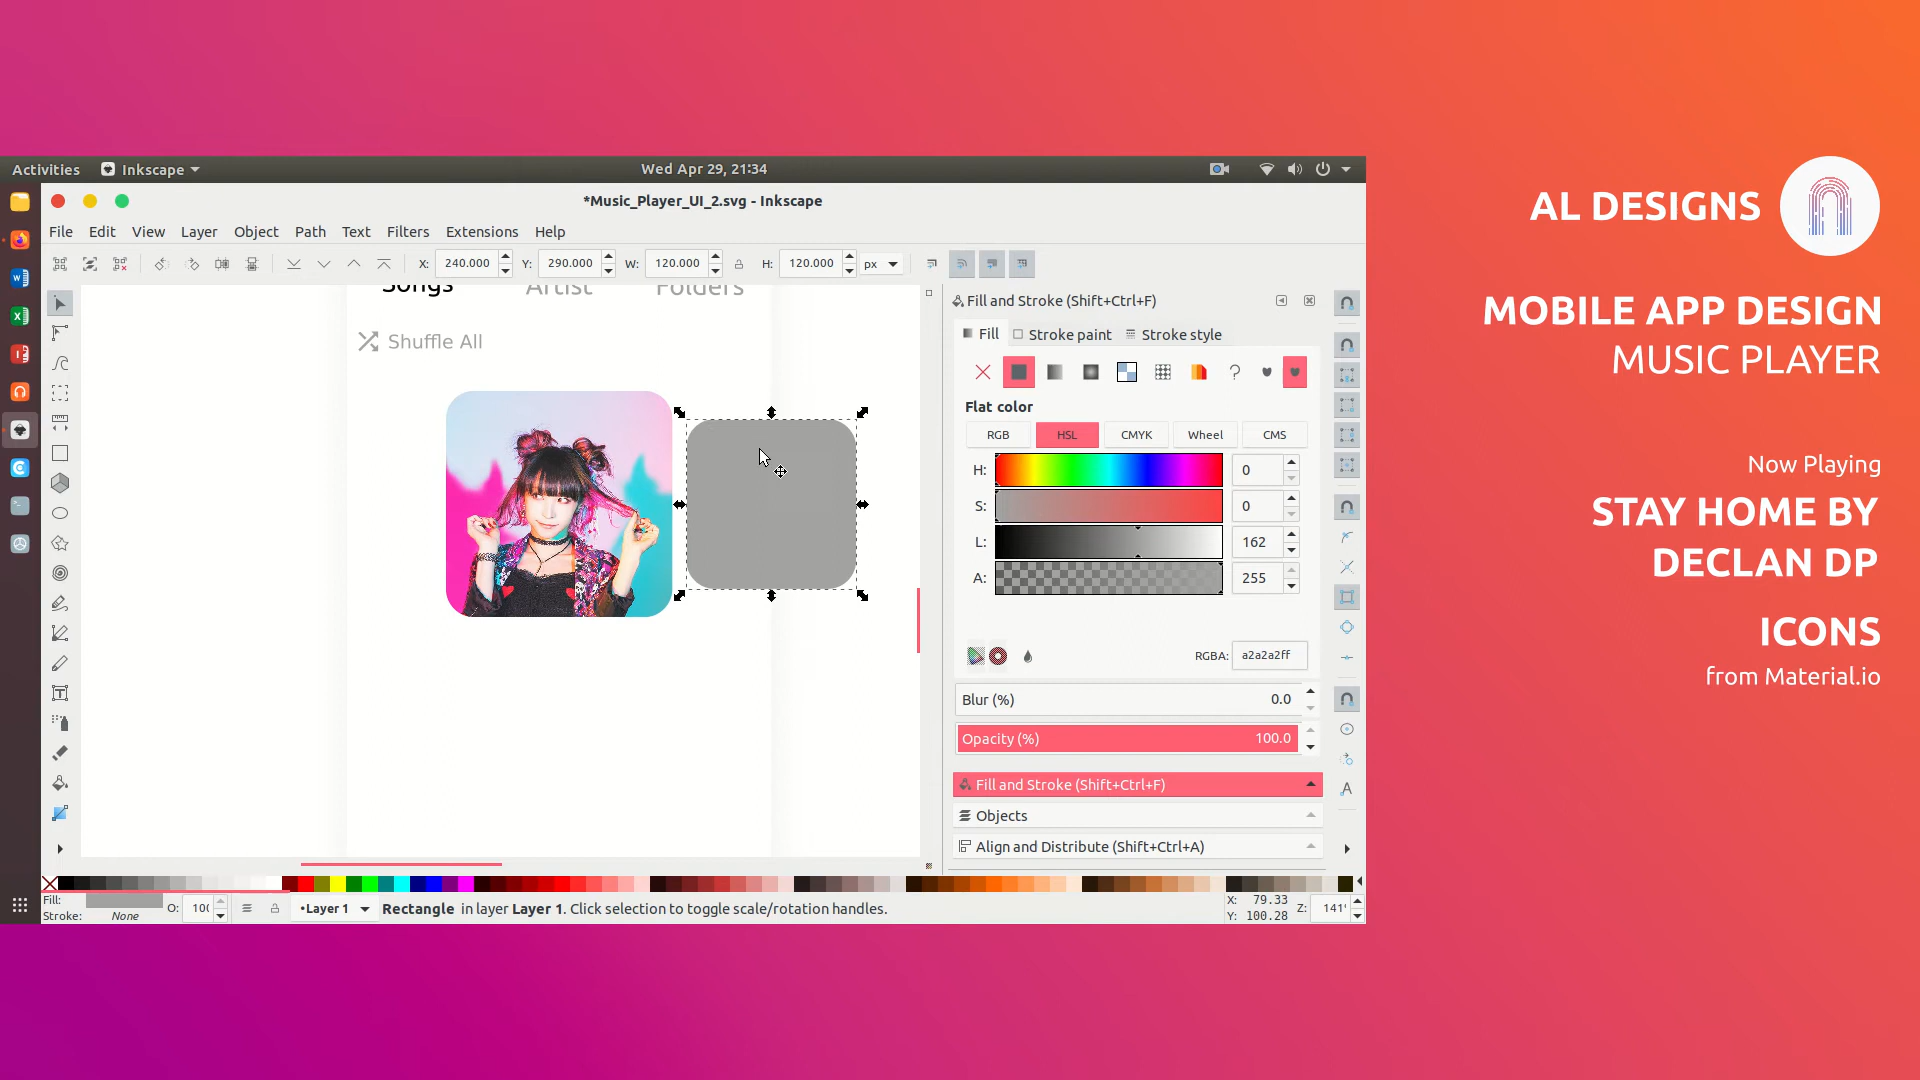 Activities
Inkscape
Wed Apr 29, 21:34
*Music_Player_UI_2.svg - Inkscape
File Edit View Layer Object Path Text Filters Extensions Help
X: 240.000 Y: 290.000 W: 120.000 H: 120.000 px
Songs Artist Folders
Shuffle All
Fill and Stroke (Shift+Ctrl+F)
Fill Stroke paint Stroke style
Flat color
RGB HSL CMYK Wheel CMS
H: 0
S: 0
L: 162
A: 255
RGBA: a2a2a2ff
Blur (%) 0.0
Opacity (%) 100.0
Fill and Stroke (Shift+Ctrl+F)
Objects
Align and Distribute (Shift+Ctrl+A)
Fill:
Stroke: None
O: 100
•Layer 1
Rectangle in layer Layer 1. Click selection to toggle scale/rotation handles.
X: 79.33
Y: 100.28
Z: 141
AL DESIGNS
MOBILE APP DESIGN
MUSIC PLAYER
Now Playing
STAY HOME BY
DECLAN DP
ICONS
from Material.io